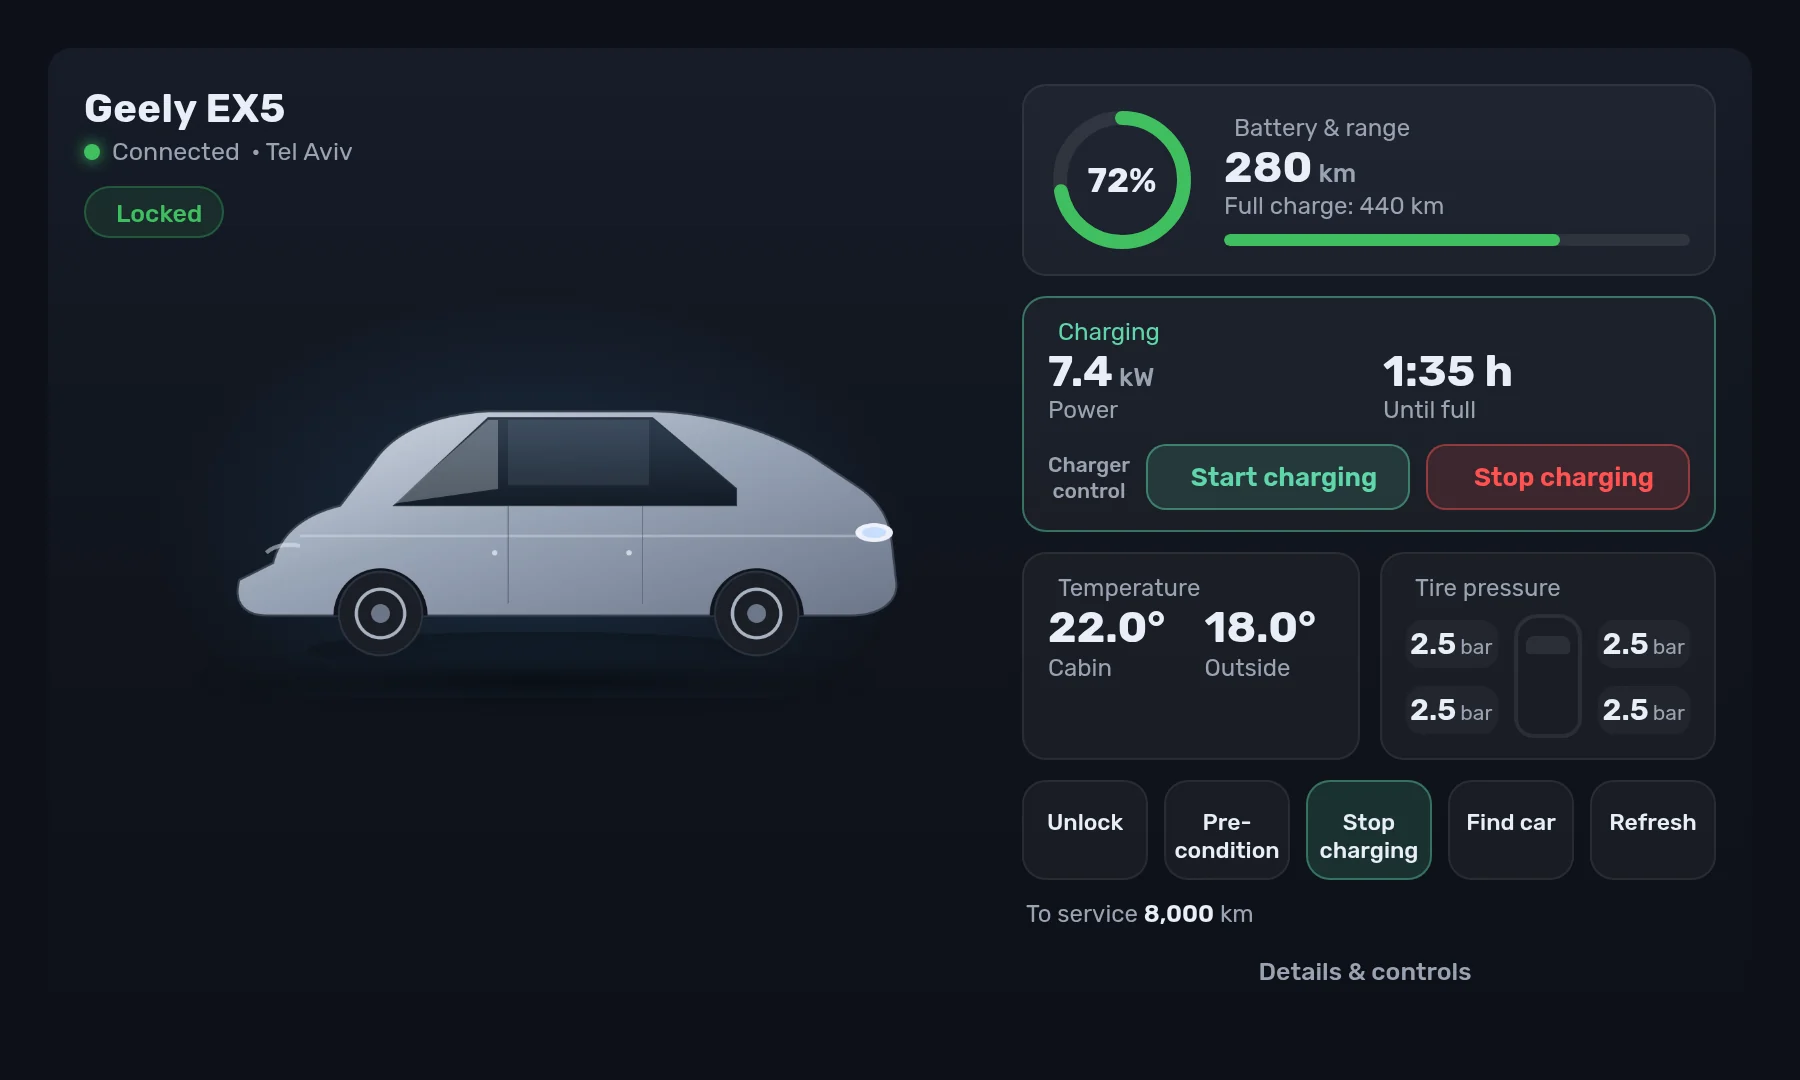 Geely EX5
Connected • Tel Aviv
Locked
72%
Battery & range
280 km
Full charge: 440 km
Charging
7.4 kW
Power
1:35 h
Until full
Charger
control
Start charging
Stop charging
Temperature
22.0° 18.0°
Cabin Outside
Tire pressure
2.5 bar 2.5 bar
2.5 bar 2.5 bar
Unlock
Pre-
condition
Stop
charging
Find car
Refresh
To service 8,000 km
Details & controls